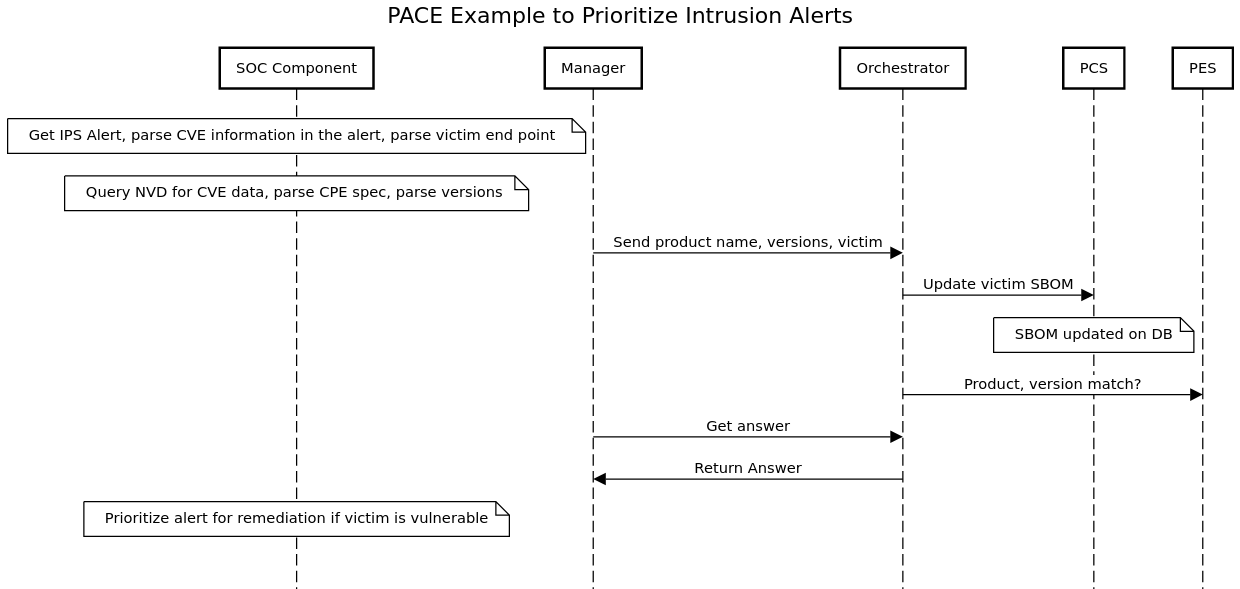 PACE Example to Prioritize Intrusion Alerts
SOC Component
Manager
Orchestrator
PCS
PES
Get IPS Alert, parse CVE information in the alert, parse victim end point
Query NVD for CVE data, parse CPE spec, parse versions
Send product name, versions, victim
Update victim SBOM
SBOM updated on DB
Product, version match?
Get answer
Return Answer
Prioritize alert for remediation if victim is vulnerable